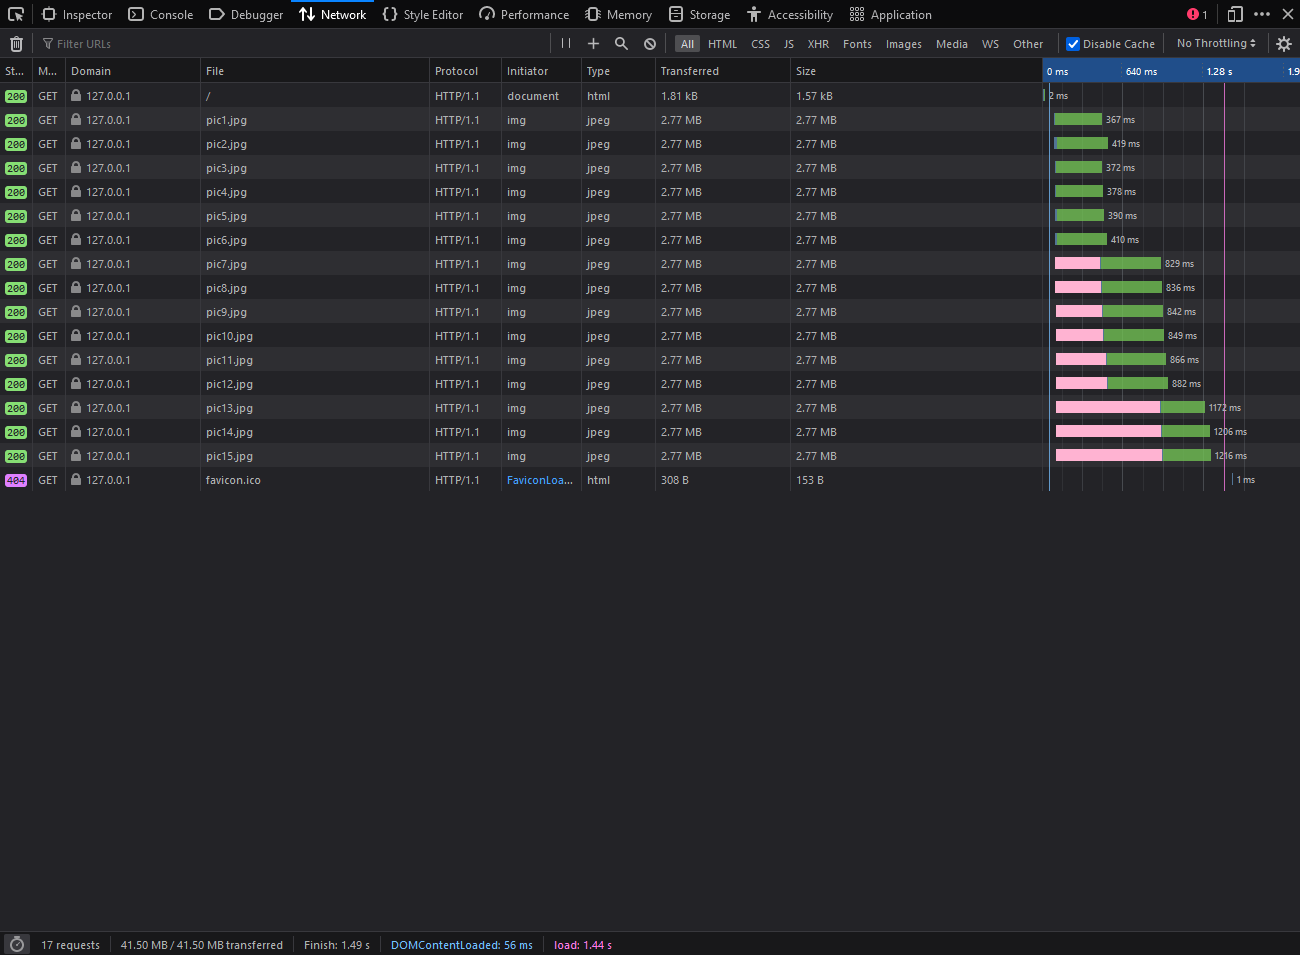 Inspector Console Debugger Network Style Editor Performance Memory Storage Accessibility Application 1
Filter URLs All HTML CSS JS XHR Fonts Images Media WS Other Disable Cache No Throttling
St... M... Domain File Protocol Initiator Type Transferred Size 0 ms 640 ms 1.28 s 1.9
200 GET 127.0.0.1 / HTTP/1.1 document html 1.81 kB 1.57 kB 2 ms
200 GET 127.0.0.1 pic1.jpg HTTP/1.1 img jpeg 2.77 MB 2.77 MB 367 ms
200 GET 127.0.0.1 pic2.jpg HTTP/1.1 img jpeg 2.77 MB 2.77 MB 419 ms
200 GET 127.0.0.1 pic3.jpg HTTP/1.1 img jpeg 2.77 MB 2.77 MB 372 ms
200 GET 127.0.0.1 pic4.jpg HTTP/1.1 img jpeg 2.77 MB 2.77 MB 378 ms
200 GET 127.0.0.1 pic5.jpg HTTP/1.1 img jpeg 2.77 MB 2.77 MB 390 ms
200 GET 127.0.0.1 pic6.jpg HTTP/1.1 img jpeg 2.77 MB 2.77 MB 410 ms
200 GET 127.0.0.1 pic7.jpg HTTP/1.1 img jpeg 2.77 MB 2.77 MB 829 ms
200 GET 127.0.0.1 pic8.jpg HTTP/1.1 img jpeg 2.77 MB 2.77 MB 836 ms
200 GET 127.0.0.1 pic9.jpg HTTP/1.1 img jpeg 2.77 MB 2.77 MB 842 ms
200 GET 127.0.0.1 pic10.jpg HTTP/1.1 img jpeg 2.77 MB 2.77 MB 849 ms
200 GET 127.0.0.1 pic11.jpg HTTP/1.1 img jpeg 2.77 MB 2.77 MB 866 ms
200 GET 127.0.0.1 pic12.jpg HTTP/1.1 img jpeg 2.77 MB 2.77 MB 882 ms
200 GET 127.0.0.1 pic13.jpg HTTP/1.1 img jpeg 2.77 MB 2.77 MB 1172 ms
200 GET 127.0.0.1 pic14.jpg HTTP/1.1 img jpeg 2.77 MB 2.77 MB 1206 ms
200 GET 127.0.0.1 pic15.jpg HTTP/1.1 img jpeg 2.77 MB 2.77 MB 1216 ms
404 GET 127.0.0.1 favicon.ico HTTP/1.1 FaviconLoa... html 308 B 153 B 1 ms
17 requests 41.50 MB / 41.50 MB transferred Finish: 1.49 s DOMContentLoaded: 56 ms load: 1.44 s